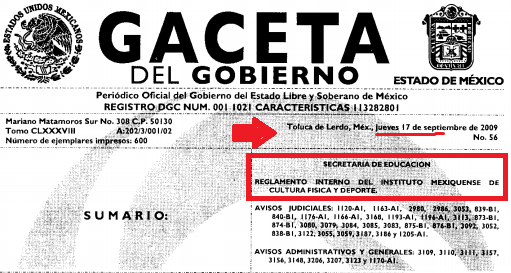 ESTADOS UNIDOS MEXICANOS
GACETA
DEL GOBIERNO
ESTADO DE MÉXICO
Periódico Oficial del Gobierno del Estado Libre y Soberano de México
REGISTRO DGC NUM. 001 1021 CARACTERISTICAS 113282801
Mariano Matamoros Sur No. 308 C.P. 50130
Tomo CLXXXVIII A:202/3/001/02
Número de ejemplares impresos: 600
Toluca de Lerdo, Méx., jueves 17 de septiembre de 2009
No. 56
SUMARIO:
SECRETARIA DE EDUCACION
REGLAMENTO INTERNO DEL INSTITUTO MEXIQUENSE DE
CULTURA FISICA Y DEPORTE.
AVISOS JUDICIALES: 1120-A1, 1163-A1, 2980, 2986, 3053, 839-B1,
840-B1, 1176-A1, 1166-A1, 3168, 1193-A1, 1196-A1, 3113, 873-B1,
874-B1, 3080, 3079, 3084, 3085, 3083, 875-B1, 876-B1, 3092, 3052,
838-B1, 3122, 3055, 3059, 3187, 3186 y 1205-A1.
AVISOS ADMINISTRATIVOS Y GENERALES: 3109, 3110, 3111, 3157,
3156, 3148, 3206, 3207, 3123 y 1170-A1.